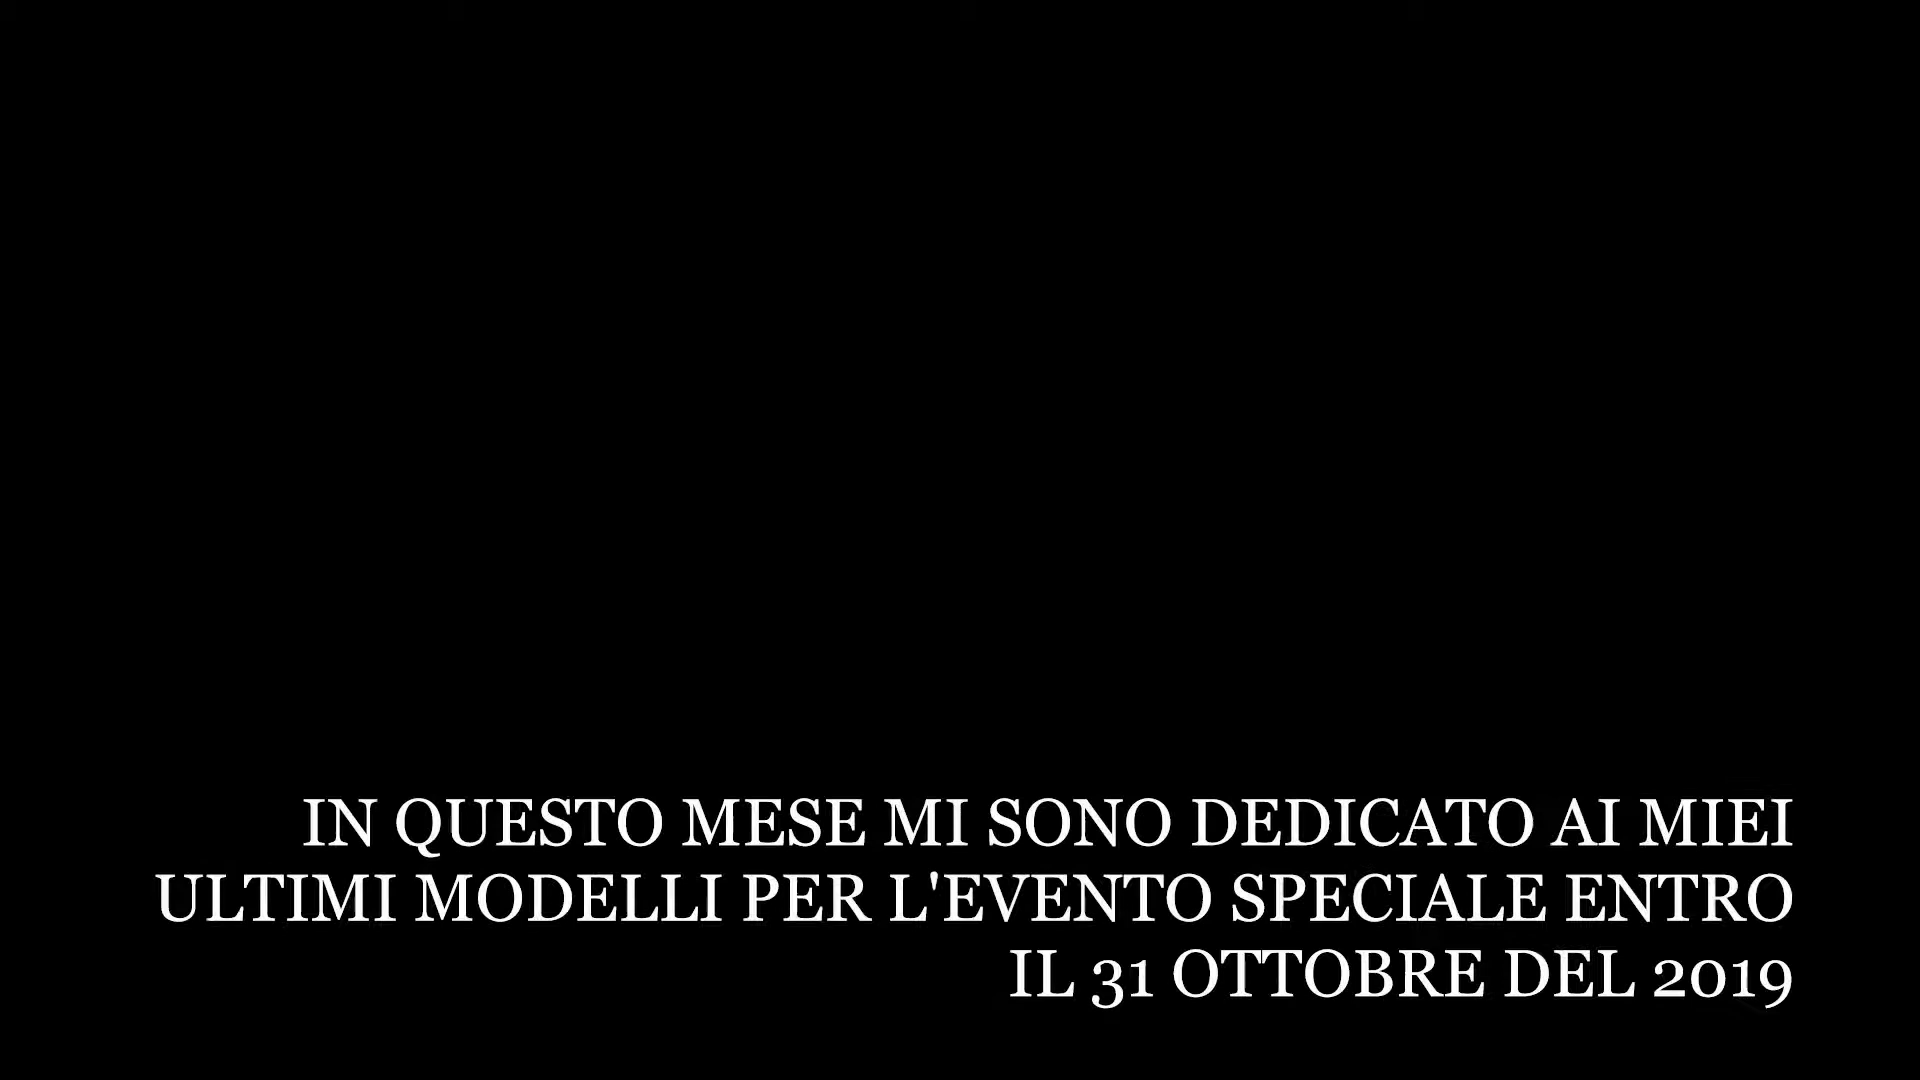 IN QUESTO MESE MI SONO DEDICATO AI MIEI
ULTIMI MODELLI PER L'EVENTO SPECIALE ENTRO
IL 31 OTTOBRE DEL 2019